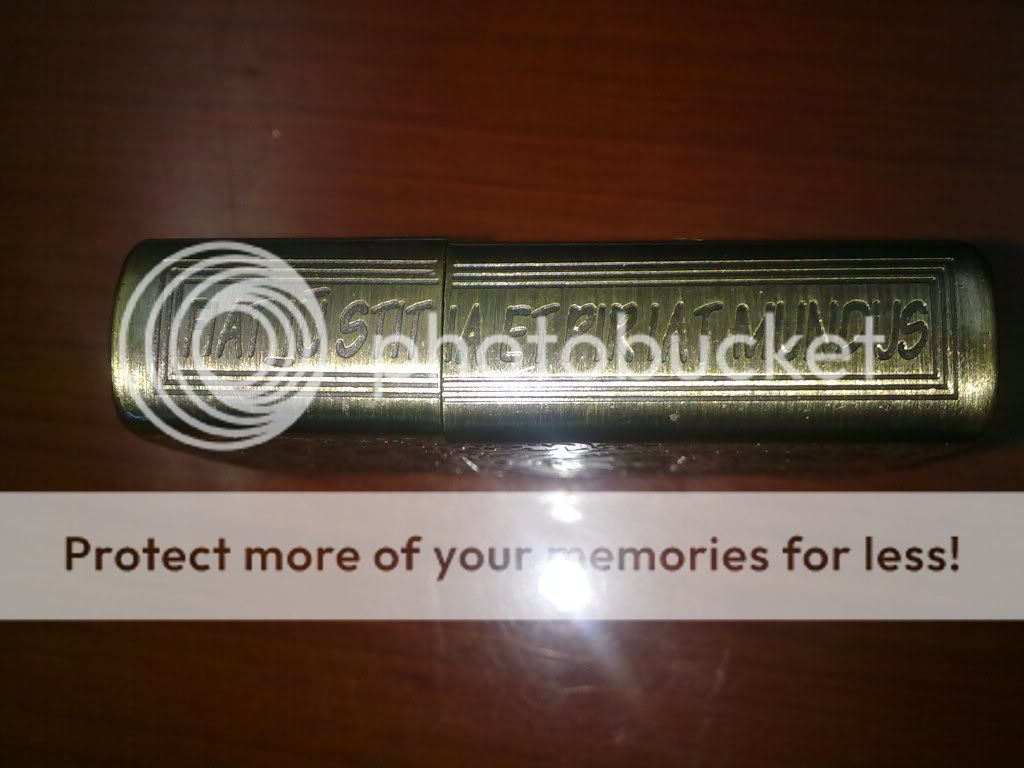 FIAT JUSTITIA ET PIRIAT MUNDUS
photobucket
Protect more of your memories for less!